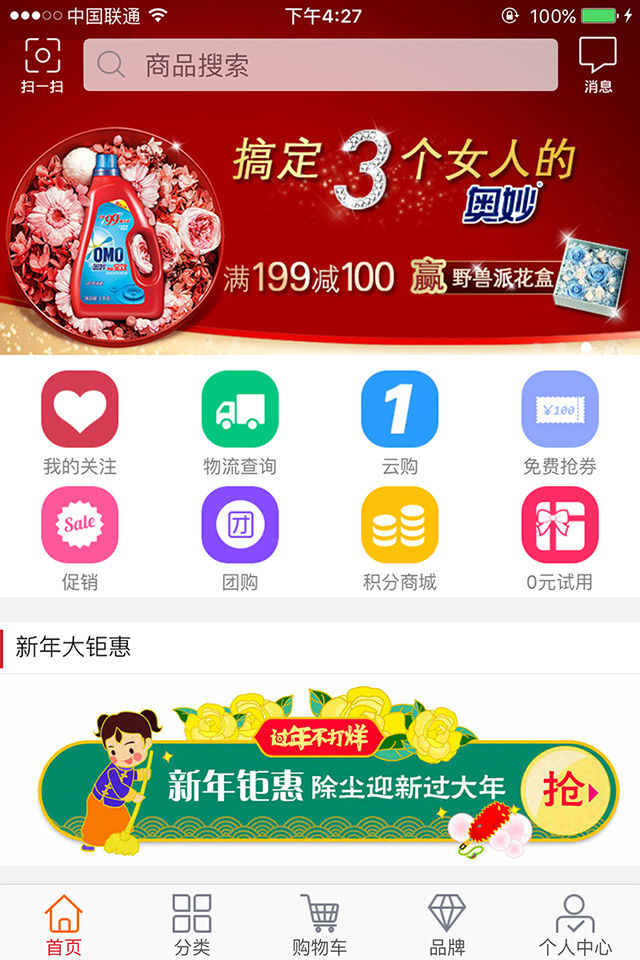 中国联通 下午4:27 100%
扫一扫 商品搜索 消息
搞定3个女人的
奥妙
满199减100 赢 野兽派花盒
99
OMO
奥妙
1
¥100
我的关注 物流查询 云购 免费抢券
Sale 团
促销 团购 积分商城 0元试用
新年大钜惠
过年不打烊
新年钜惠 除尘迎新过大年 抢
首页 分类 购物车 品牌 个人中心